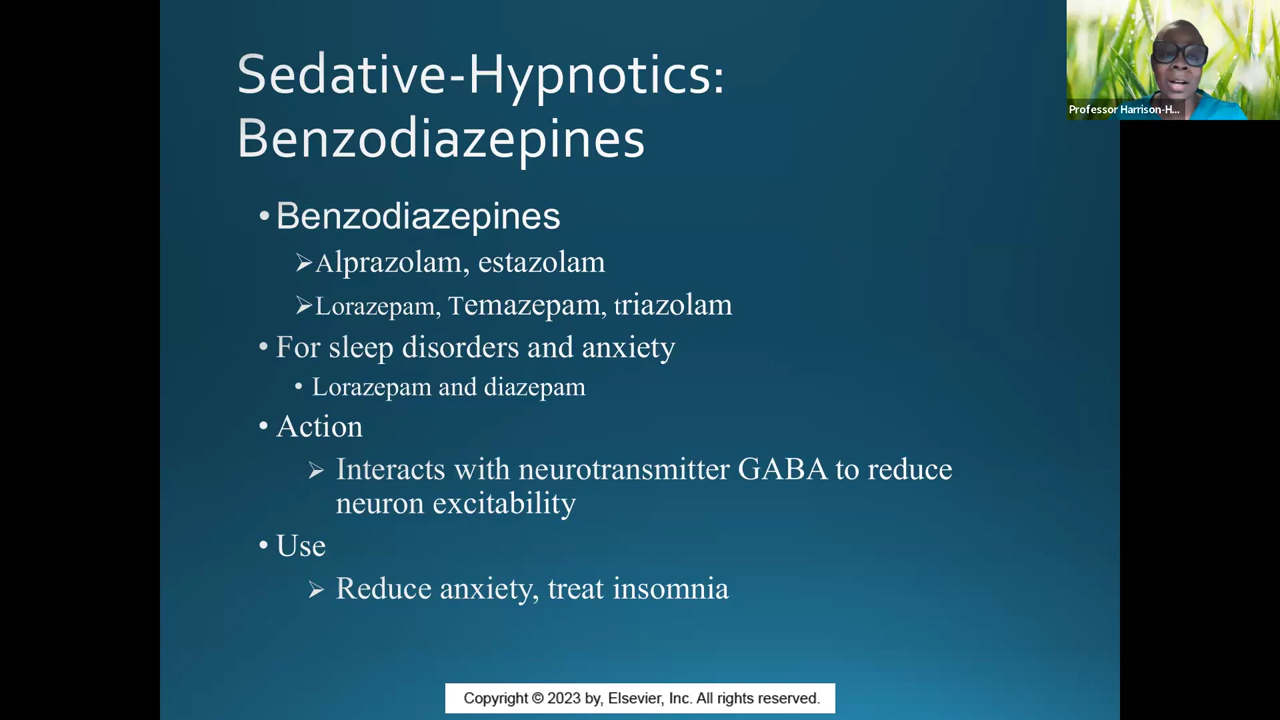 Sedative-Hypnotics:
Benzodiazepines
• Benzodiazepines
➢Alprazolam, estazolam
➢Lorazepam, Temazepam, triazolam
• For sleep disorders and anxiety
• Lorazepam and diazepam
• Action
➢ Interacts with neurotransmitter GABA to reduce
neuron excitability
• Use
➢ Reduce anxiety, treat insomnia
Copyright © 2023 by, Elsevier, Inc. All rights reserved.
Professor Harrison-H...